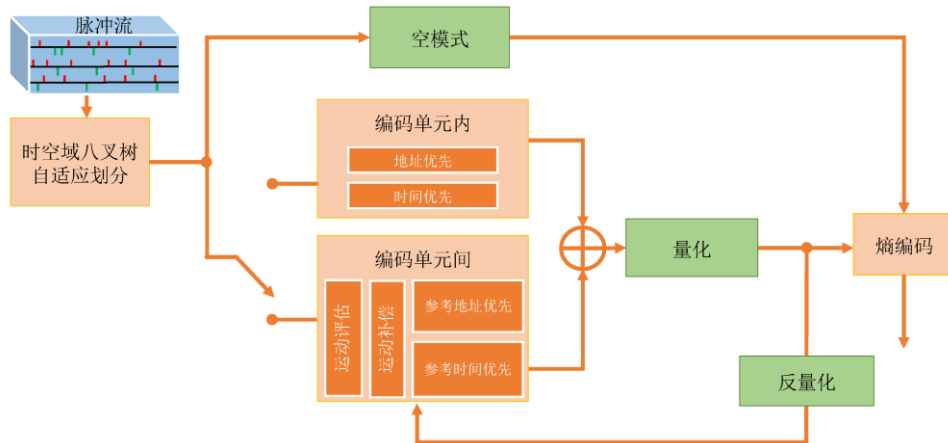 脉冲流
空模式
时空域八叉树
自适应划分
编码单元内
地址优先
时间优先
编码单元间
运动评估
运动补偿
参考地址优先
参考时间优先
量化
熵编码
反量化